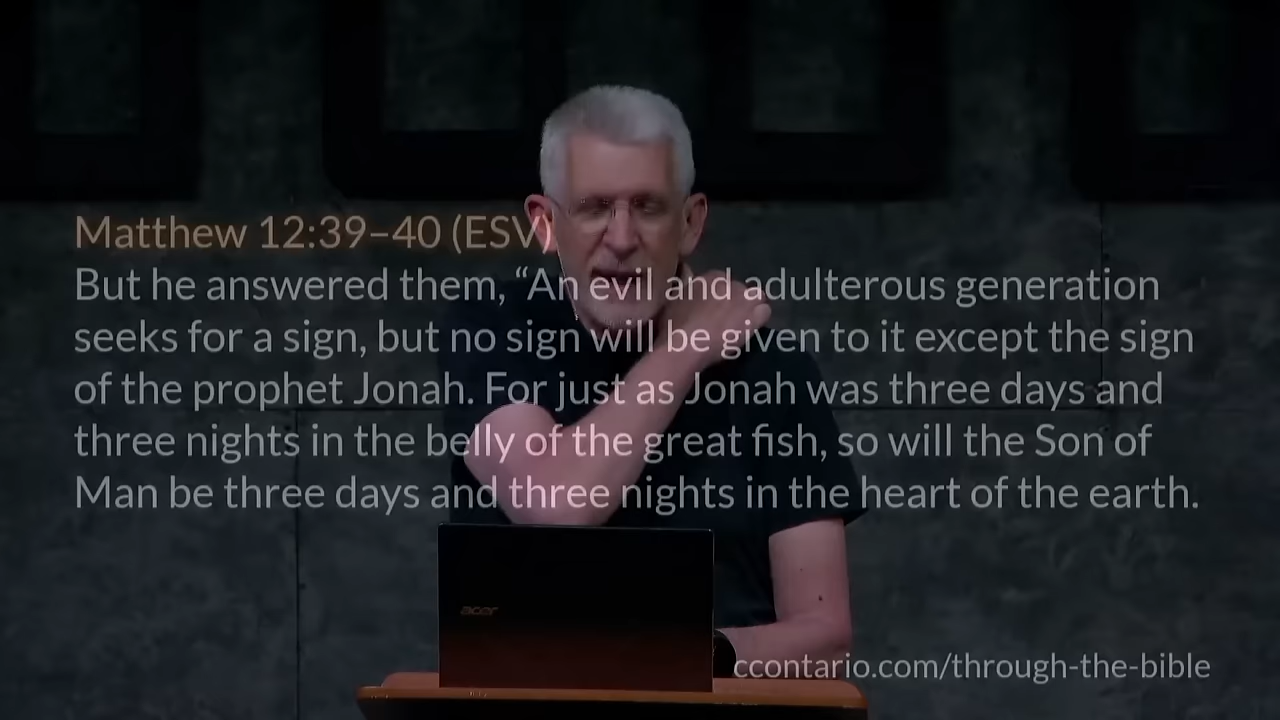 Matthew 12:39–40 (ESV)
But he answered them, “An evil and adulterous generation
seeks for a sign, but no sign will be given to it except the sign
of the prophet Jonah. For just as Jonah was three days and
three nights in the belly of the great fish, so will the Son of
Man be three days and three nights in the heart of the earth.
acer
ccontario.com/through-the-bible